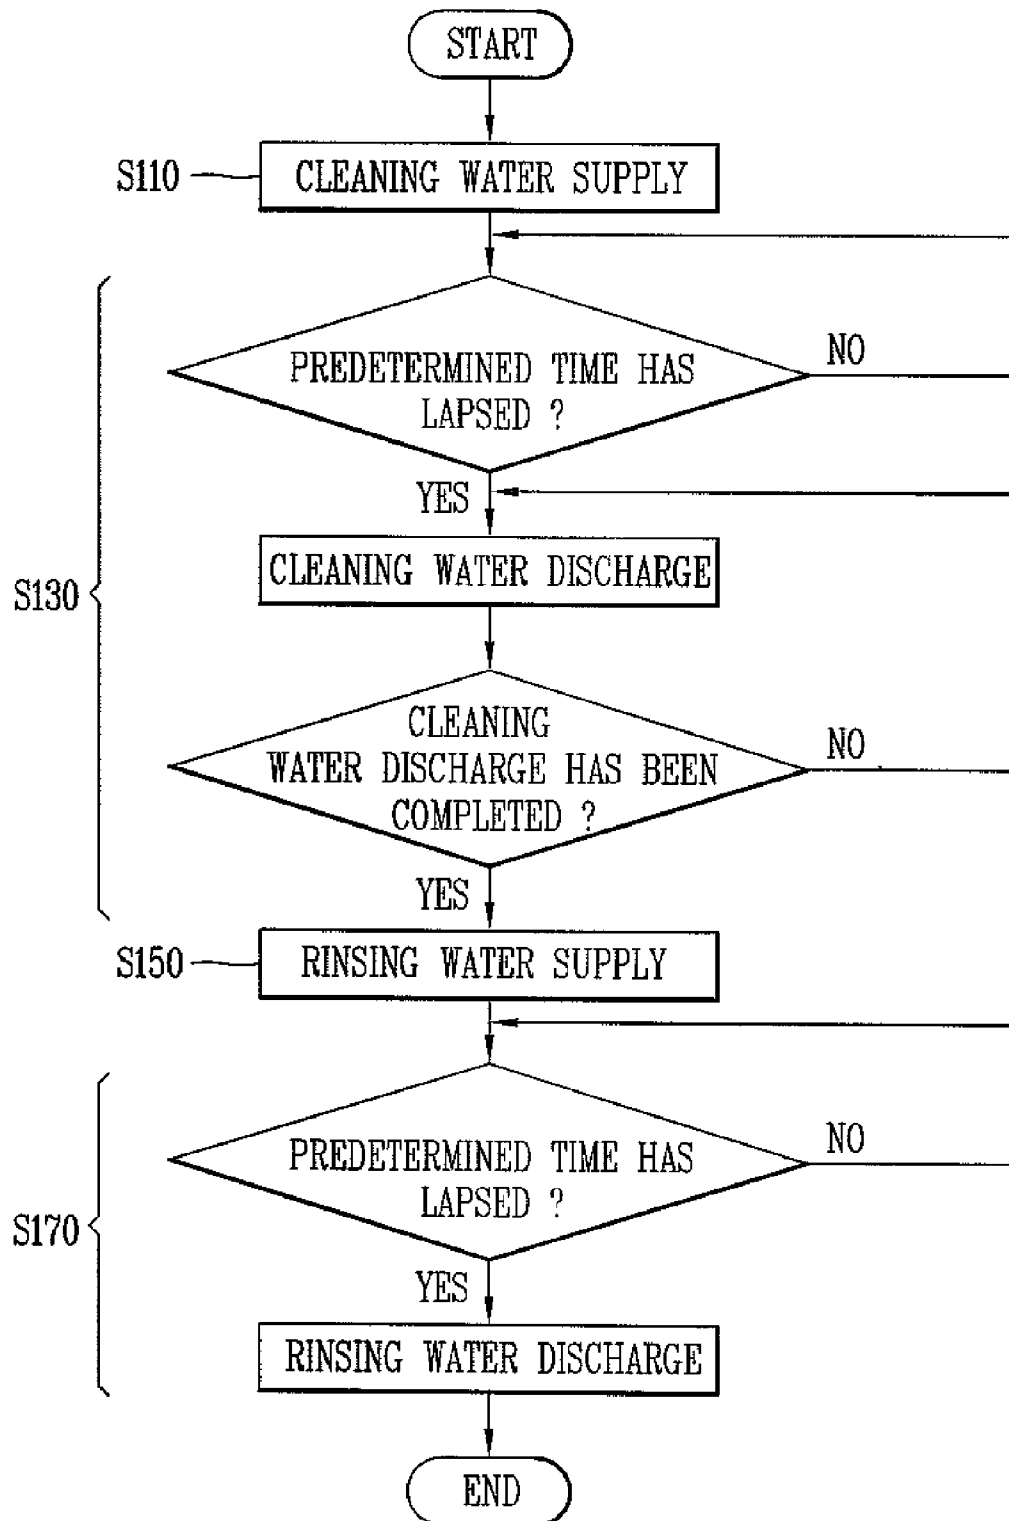 START
S110
CLEANING WATER SUPPLY
PREDETERMINED TIME HAS
LAPSED ?
NO
YES
S130
CLEANING WATER DISCHARGE
CLEANING
WATER DISCHARGE HAS BEEN
COMPLETED ?
NO
YES
S150
RINSING WATER SUPPLY
PREDETERMINED TIME HAS
LAPSED ?
NO
S170
YES
RINSING WATER DISCHARGE
END